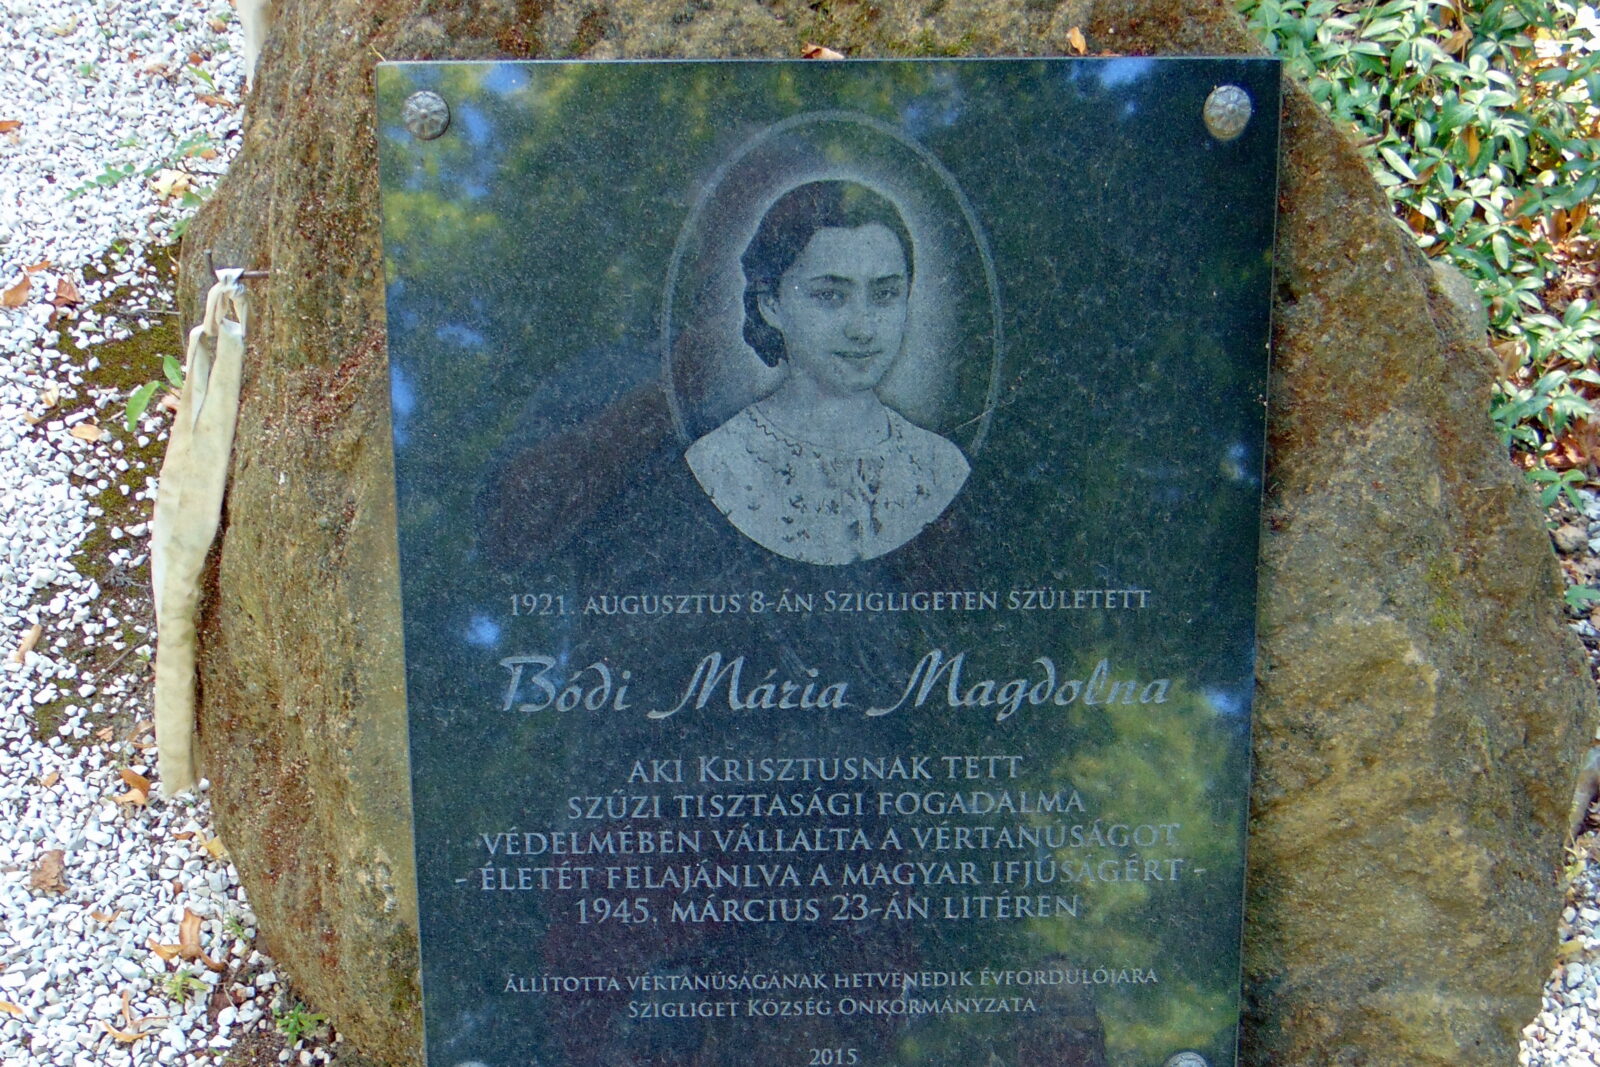 1921. AUGUSZTUS 8-ÁN SZIGLIGETEN SZÜLETETT
Bódi Mária Magdolna
AKI KRISZTUSNAK TETT
SZŰZI TISZTASÁGI FOGADALMA
VÉDELMÉBEN VÁLLALTA A VÉRTANÚSÁGOT
- ÉLETÉT FELAJÁNLVA A MAGYAR IFJÚSÁGÉRT -
1945. MÁRCIUS 23-ÁN LITÉREN
ÁLLÍTOTTA VÉRTANÚSÁGÁNAK HETVENEDIK ÉVFORDULÓJÁRA
SZIGLIGET KÖZSÉG ÖNKORMÁNYZATA
2015